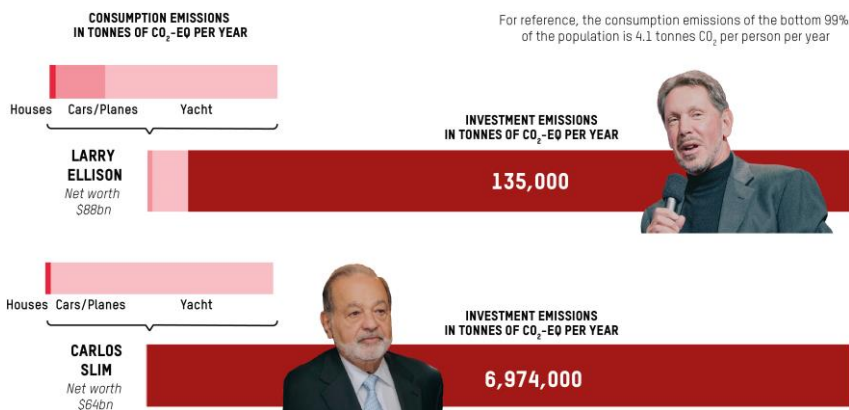 CONSUMPTION EMISSIONS
IN TONNES OF CO₂-EQ PER YEAR
For reference, the consumption emissions of the bottom 99%
of the population is 4.1 tonnes CO₂ per person per year
Houses Cars/Planes Yacht
INVESTMENT EMISSIONS
IN TONNES OF CO₂-EQ PER YEAR
LARRY
ELLISON
Net worth
$88bn
135,000
Houses Cars/Planes Yacht
INVESTMENT EMISSIONS
IN TONNES OF CO₂-EQ PER YEAR
CARLOS
SLIM
Net worth
$64bn
6,974,000